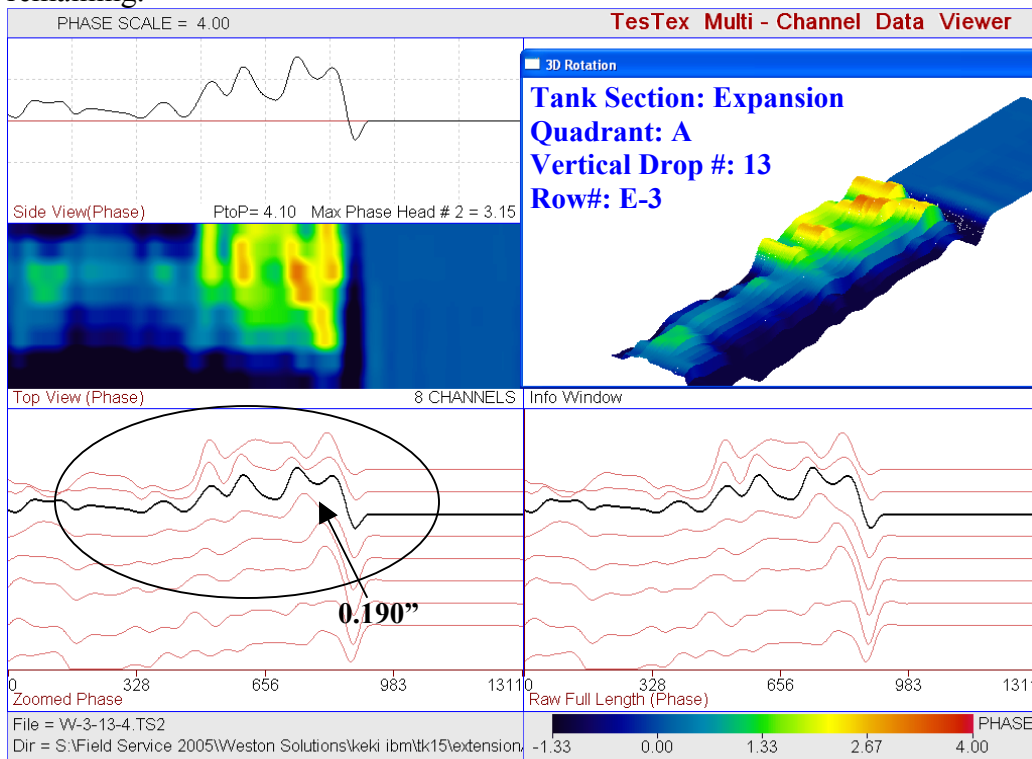 remaining.
PHASE SCALE = 4.00
TesTex Multi - Channel Data Viewer
3D Rotation
Tank Section: Expansion
Quadrant: A
Vertical Drop #: 13
Row#: E-3
Side View(Phase) PtoP= 4.10 Max Phase Head # 2 = 3.15
Top View (Phase) 8 CHANNELS
Info Window
0.190”
0 328 656 983 1311
Zoomed Phase
0 328 656 983 1311
Raw Full Length (Phase)
File = W-3-13-4.TS2
Dir = S:\Field Service 2005\Weston Solutions\keki ibm\tk15\extension
PHASE
-1.33 0.00 1.33 2.67 4.00